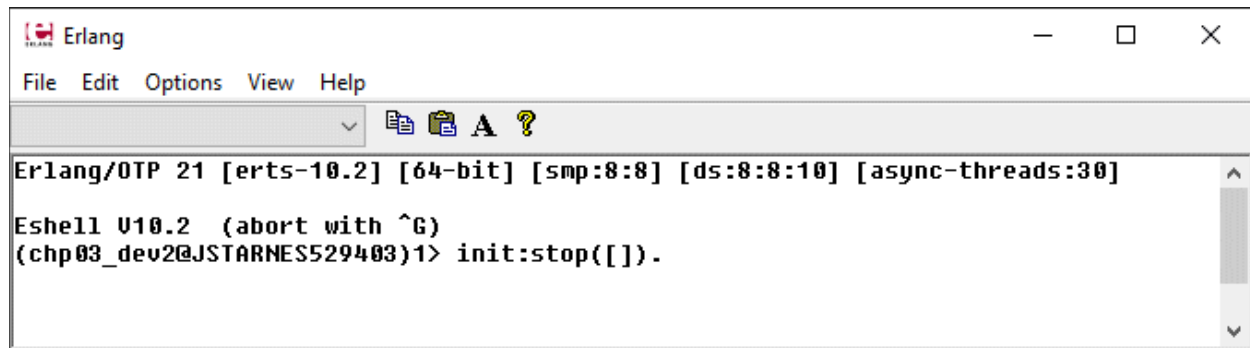 Erlang
File Edit Options View Help
A ?
Erlang/OTP 21 [erts-10.2] [64-bit] [smp:8:8] [ds:8:8:10] [async-threads:30]
Eshell V10.2  (abort with ^G)
(chp03_dev2@JSTARNES529403)1> init:stop([]).